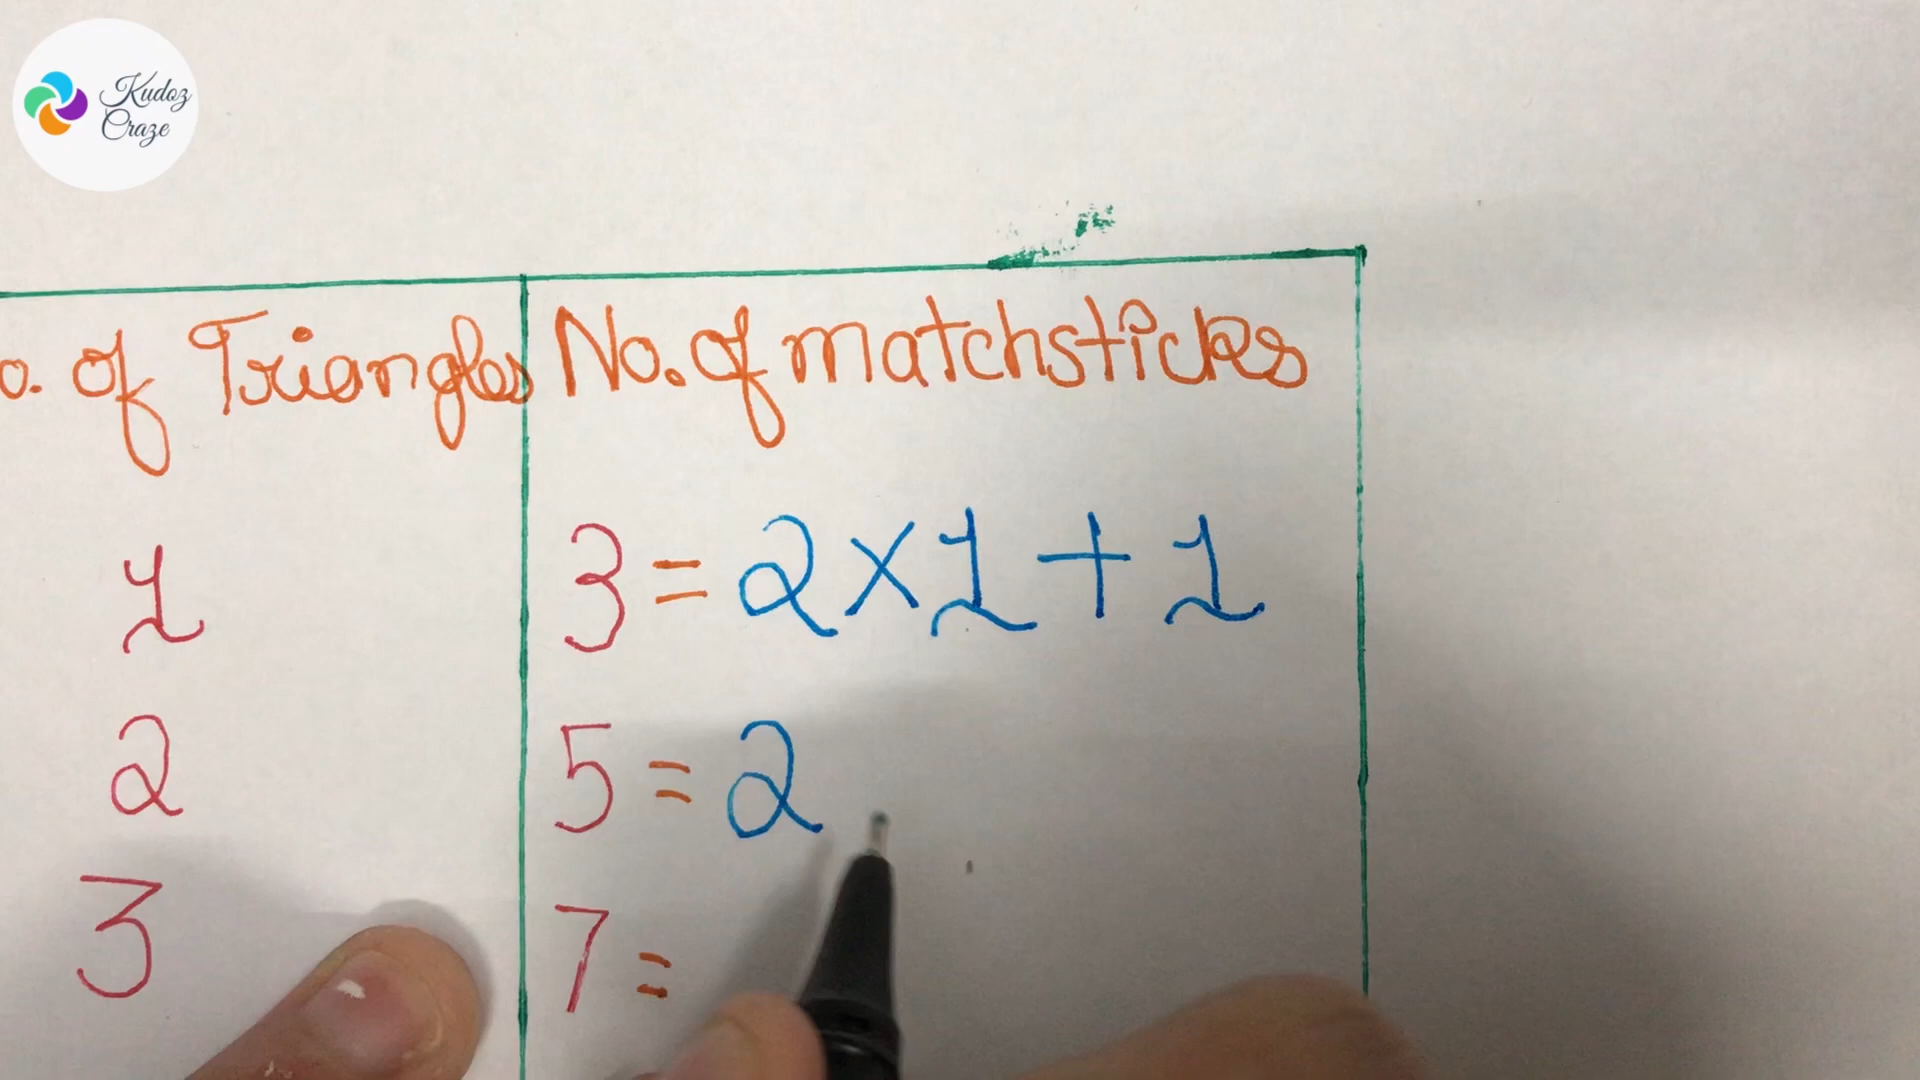 Kudoz
Craze
o. of Triangles No. of matchsticks
1 3 = 2×1+1
2 5 = 2
3 7 =